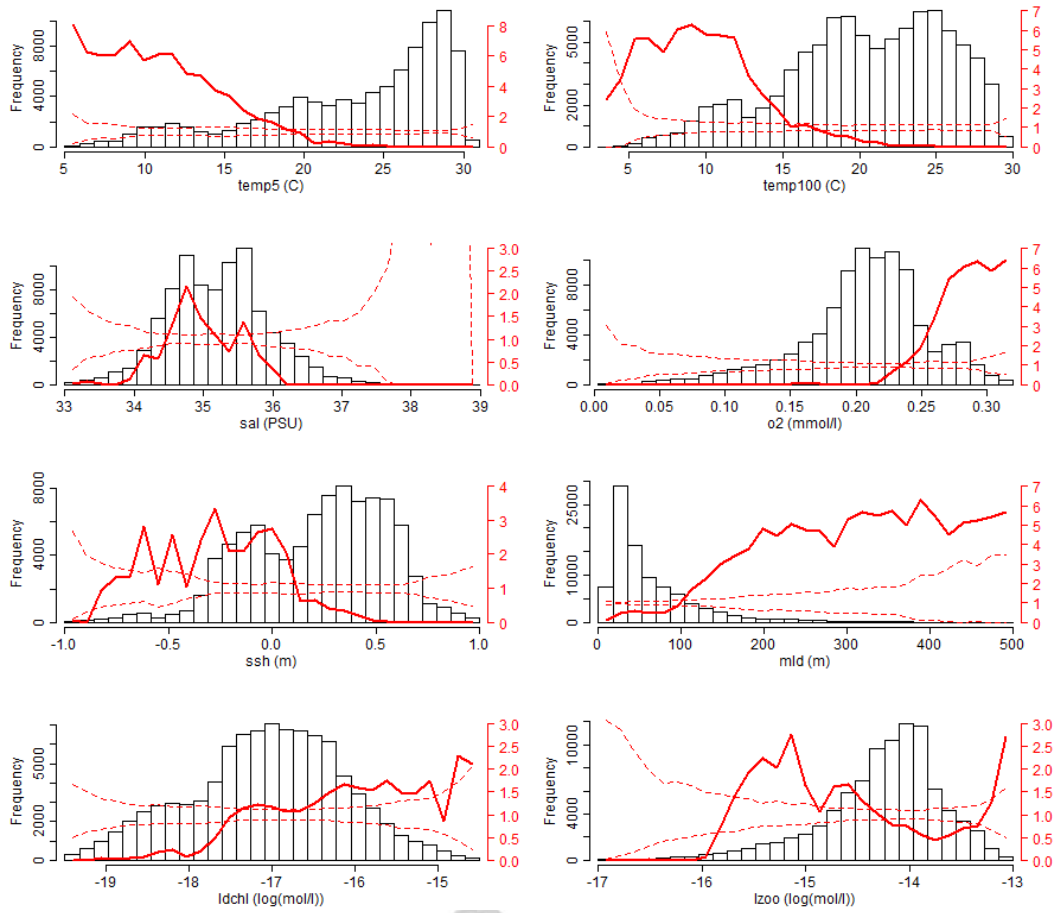 Frequency
0 4000 8000
0 2 4 6 8
5 10 15 20 25 30
temp5 (C)
Frequency
0 2000 5000
0 1 2 3 4 5 6 7
5 10 15 20 25 30
temp100 (C)
Frequency
0 4000 8000
0.0 0.5 1.0 1.5 2.0 2.5 3.0
33 34 35 36 37 38 39
sal (PSU)
Frequency
0 4000 8000
0 1 2 3 4 5 6 7
0.00 0.05 0.10 0.15 0.20 0.25 0.30
o2 (mmol/l)
Frequency
0 4000 8000
0 1 2 3 4
-1.0 -0.5 0.0 0.5 1.0
ssh (m)
Frequency
0 10000 25000
0 1 2 3 4 5 6 7
0 100 200 300 400 500
mld (m)
Frequency
0 2000 5000
0.0 0.5 1.0 1.5 2.0 2.5 3.0
-19 -18 -17 -16 -15
ldchl (log(mol/l))
Frequency
0 4000 10000
0.0 0.5 1.0 1.5 2.0 2.5 3.0
-17 -16 -15 -14 -13
lzoo (log(mol/l))